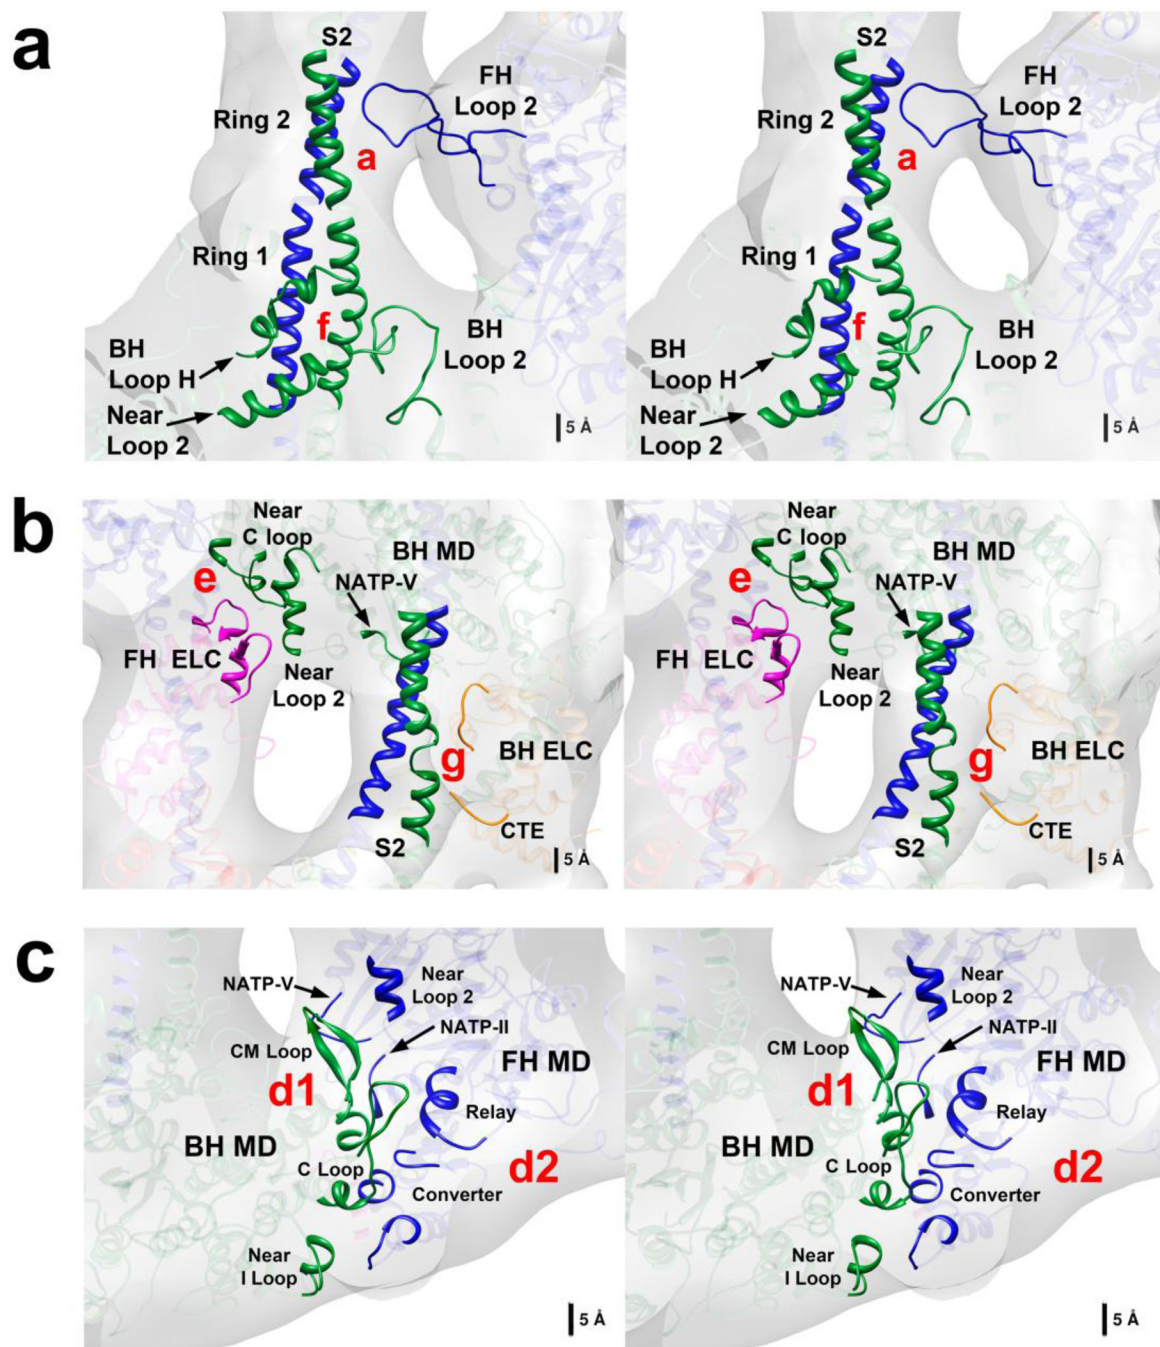 a
S2
FH
Loop 2
Ring 2
a
Ring 1
f
BH
Loop H
BH
Loop 2
Near
Loop 2
5 Å
S2
FH
Loop 2
Ring 2
a
Ring 1
f
BH
Loop H
BH
Loop 2
Near
Loop 2
5 Å
b
Near
C loop
BH MD
e
NATP-V
FH ELC
Near
Loop 2
g
BH ELC
CTE
S2
5 Å
Near
C loop
BH MD
e
NATP-V
FH ELC
Near
Loop 2
g
BH ELC
CTE
S2
5 Å
c
NATP-V
Near
Loop 2
NATP-II
CM Loop
FH MD
d1
Relay
BH MD
C Loop
d2
Converter
Near
I Loop
5 Å
NATP-V
Near
Loop 2
NATP-II
CM Loop
FH MD
d1
Relay
BH MD
C Loop
d2
Converter
Near
I Loop
5 Å